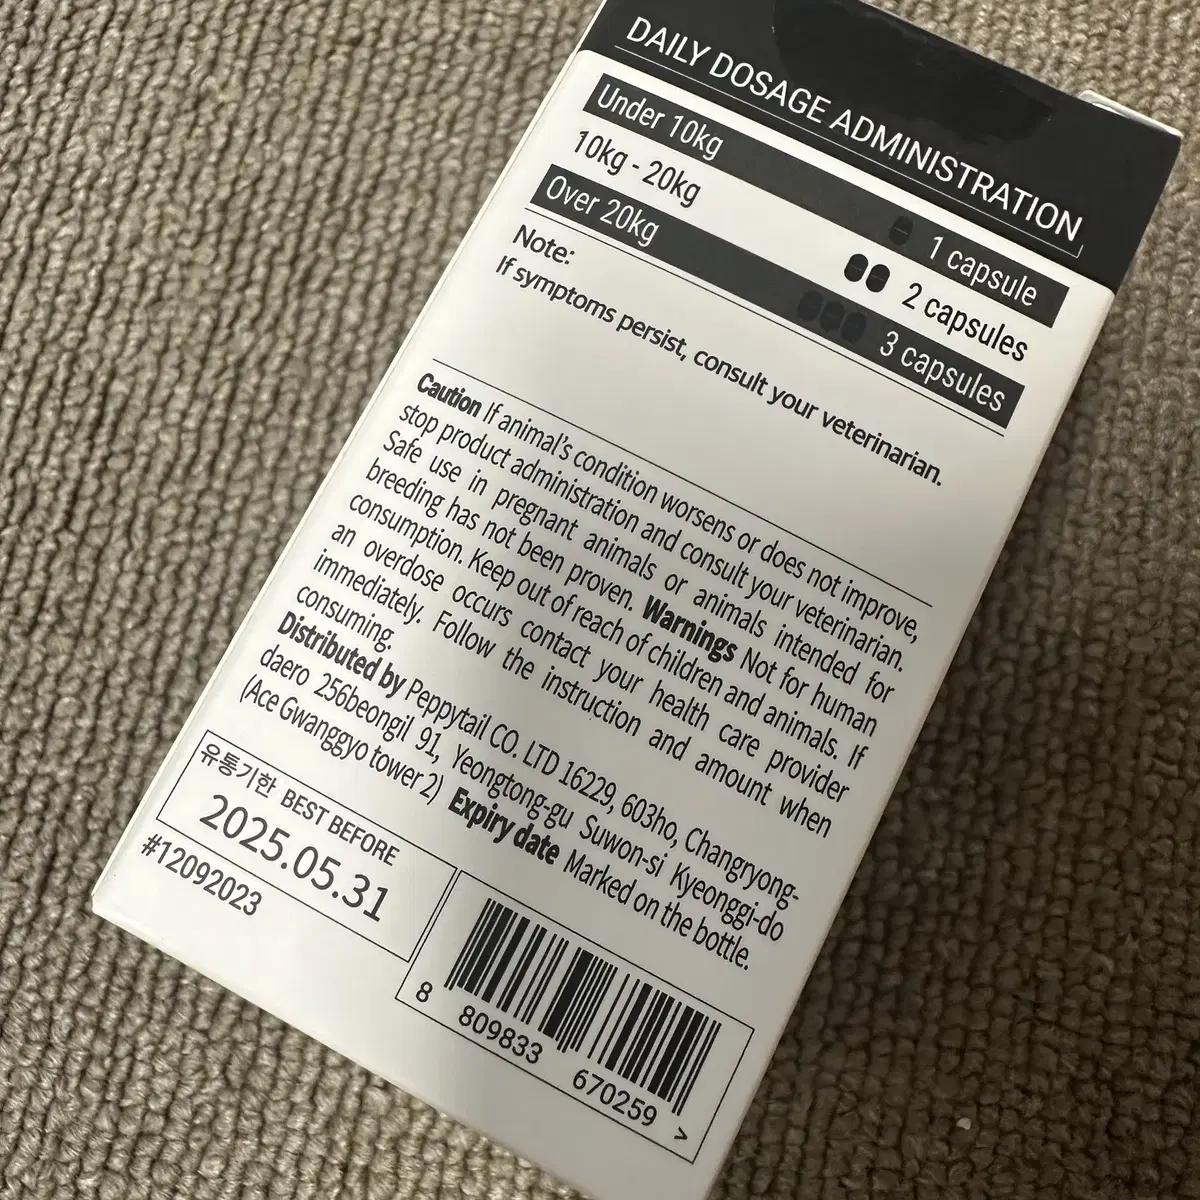 DAILY DOSAGE ADMINISTRATION
Under 10kg 1 capsule
10kg - 20kg 2 capsules
Over 20kg 3 capsules
Note:
If symptoms persist, consult your veterinarian.
Caution If animal's condition worsens or does not improve,
stop product administration and consult your veterinarian.
Safe use in pregnant animals or animals intended for
breeding has not been proven. Warnings Not for human
consumption. Keep out of reach of children and animals. If
an overdose occurs contact your health care provider
immediately. Follow the instruction and amount when
consuming.
Distributed by Peppytail CO. LTD 16229, 603ho, Changryong-
daero 256beongil 91, Yeongtong-gu Suwon-si Kyeonggi-do
(Ace Gwanggyo tower 2) Expiry date Marked on the bottle.
유통기한 BEST BEFORE
2025.05.31
#12092023
8 809833 670259 >